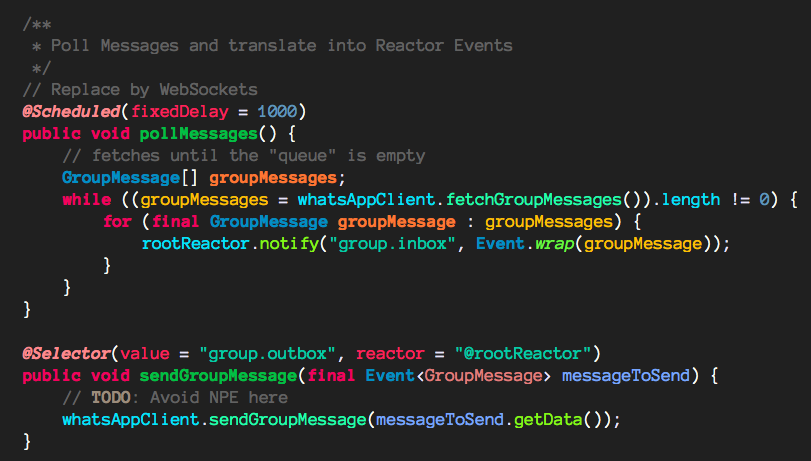 /**
 * Poll Messages and translate into Reactor Events
 */
// Replace by WebSockets
@Scheduled(fixedDelay = 1000)
public void pollMessages() {
    // fetches until the "queue" is empty
    GroupMessage[] groupMessages;
    while ((groupMessages = whatsAppClient.fetchGroupMessages()).length != 0) {
        for (final GroupMessage groupMessage : groupMessages) {
            rootReactor.notify("group.inbox", Event.wrap(groupMessage));
        }
    }
}

@Selector(value = "group.outbox", reactor = "@rootReactor")
public void sendGroupMessage(final Event<GroupMessage> messageToSend) {
    // TODO: Avoid NPE here
    whatsAppClient.sendGroupMessage(messageToSend.getData());
}